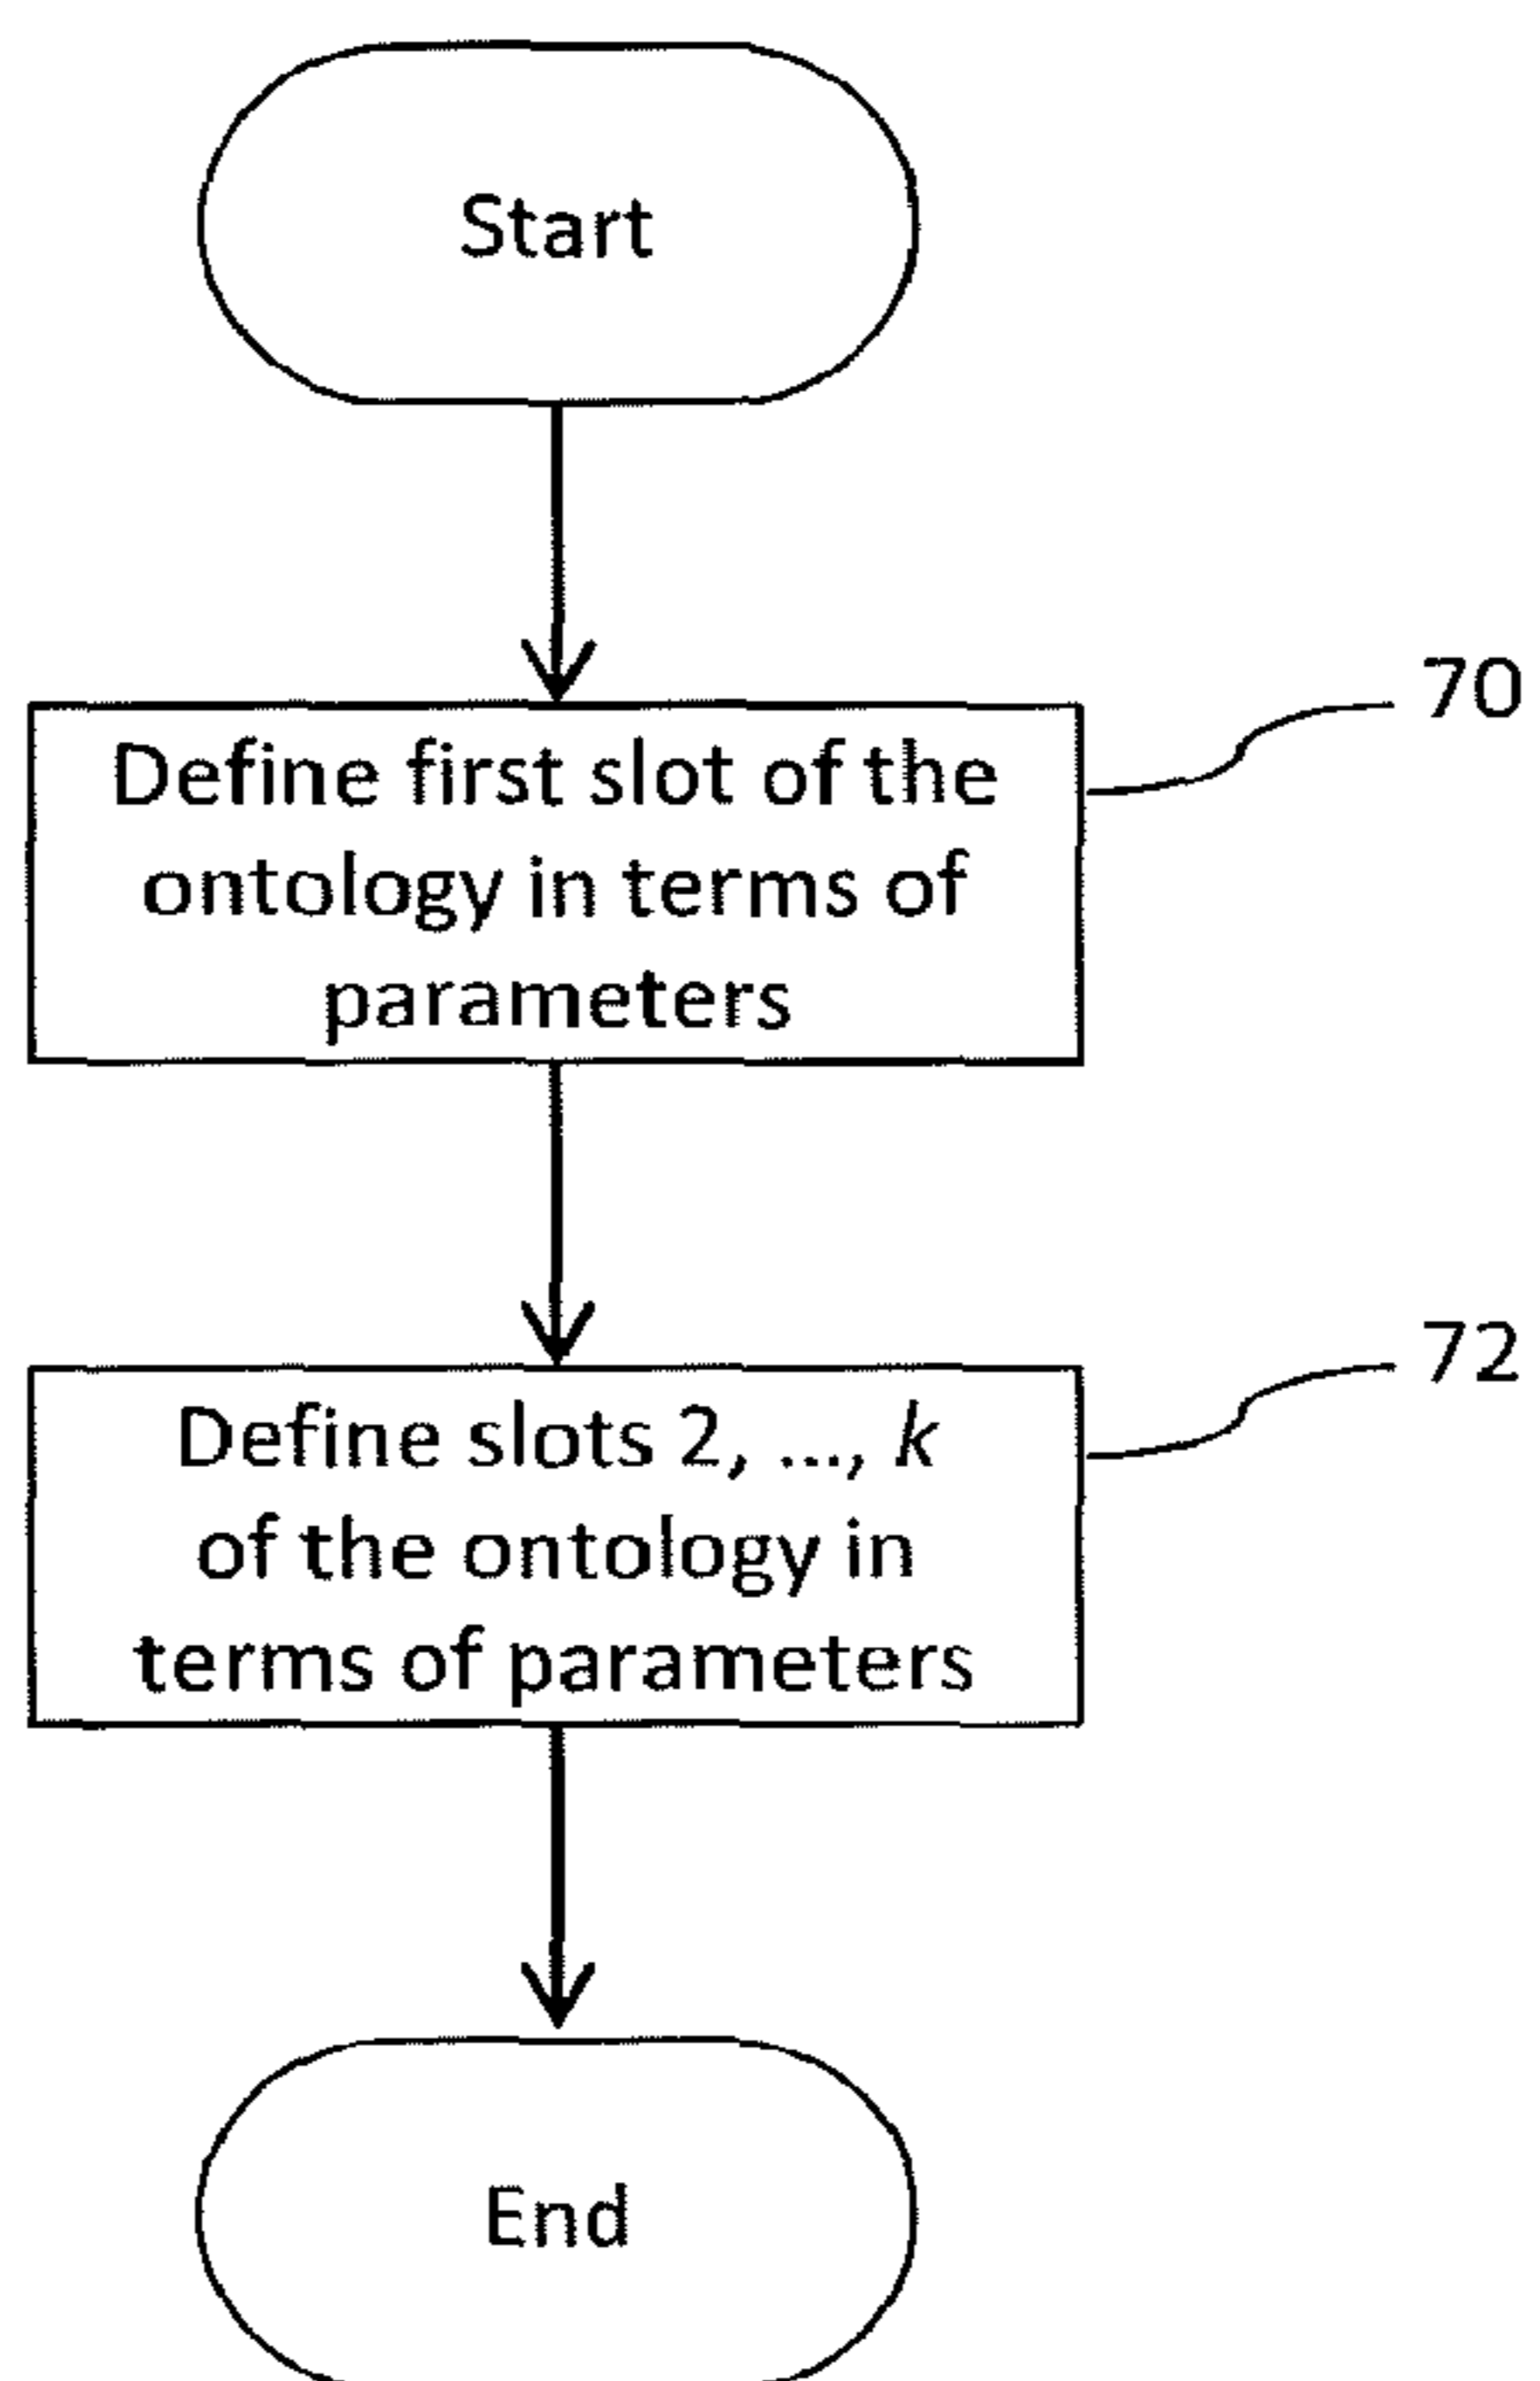 Start
70
Define first slot of the
ontology in terms of
parameters
72
Define slots 2, ..., k
of the ontology in
terms of parameters
End